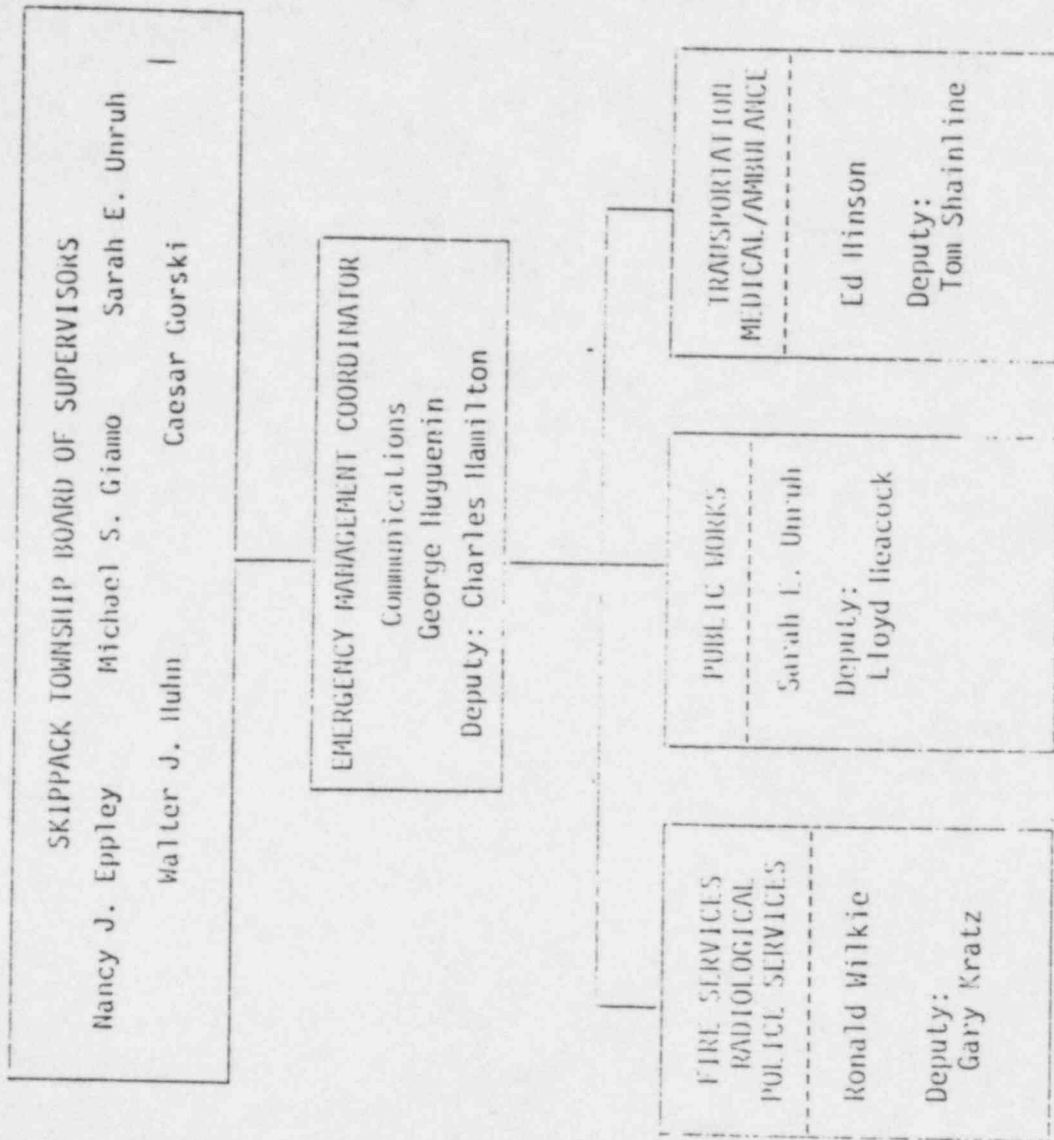 SKIPPACK TOWNSHIP BOARD OF SUPERVISORS
Nancy J. Eppley Michael S. Giamo Sarah E. Unruh
Walter J. Huhn Caesar Gorski
EMERGENCY MANAGEMENT COORDINATOR
Communications
George Huguenin
Deputy: Charles Hamilton
FIRE SERVICES
RADIOLOGICAL
POLICE SERVICES
Ronald Wilkie
Deputy:
Gary Kratz
PUBLIC WORKS
Sarah E. Unruh
Deputy:
Lloyd Heacock
TRANSPORTATION
MEDICAL/AMBULANCE
Ed Hinson
Deputy:
Tom Shainline